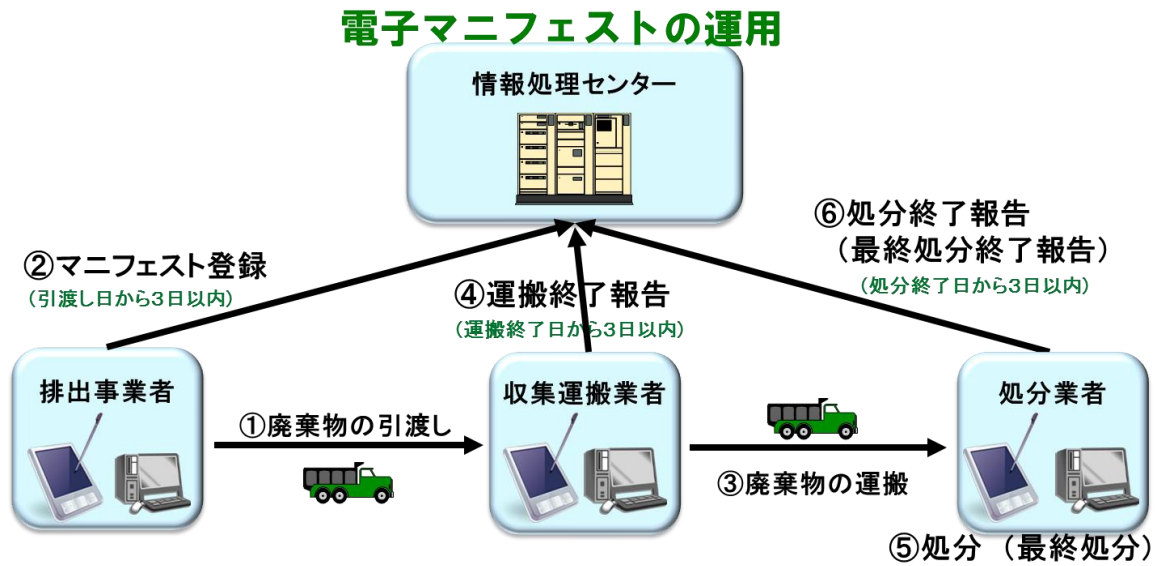 電子マニフェストの運用
情報処理センター
⑥処分終了報告
（最終処分終了報告）
（処分終了日から3日以内）
②マニフェスト登録
（引渡し日から3日以内）
④運搬終了報告
（運搬終了日から3日以内）
排出事業者
収集運搬業者
処分業者
①廃棄物の引渡し
③廃棄物の運搬
⑤処分 （最終処分）